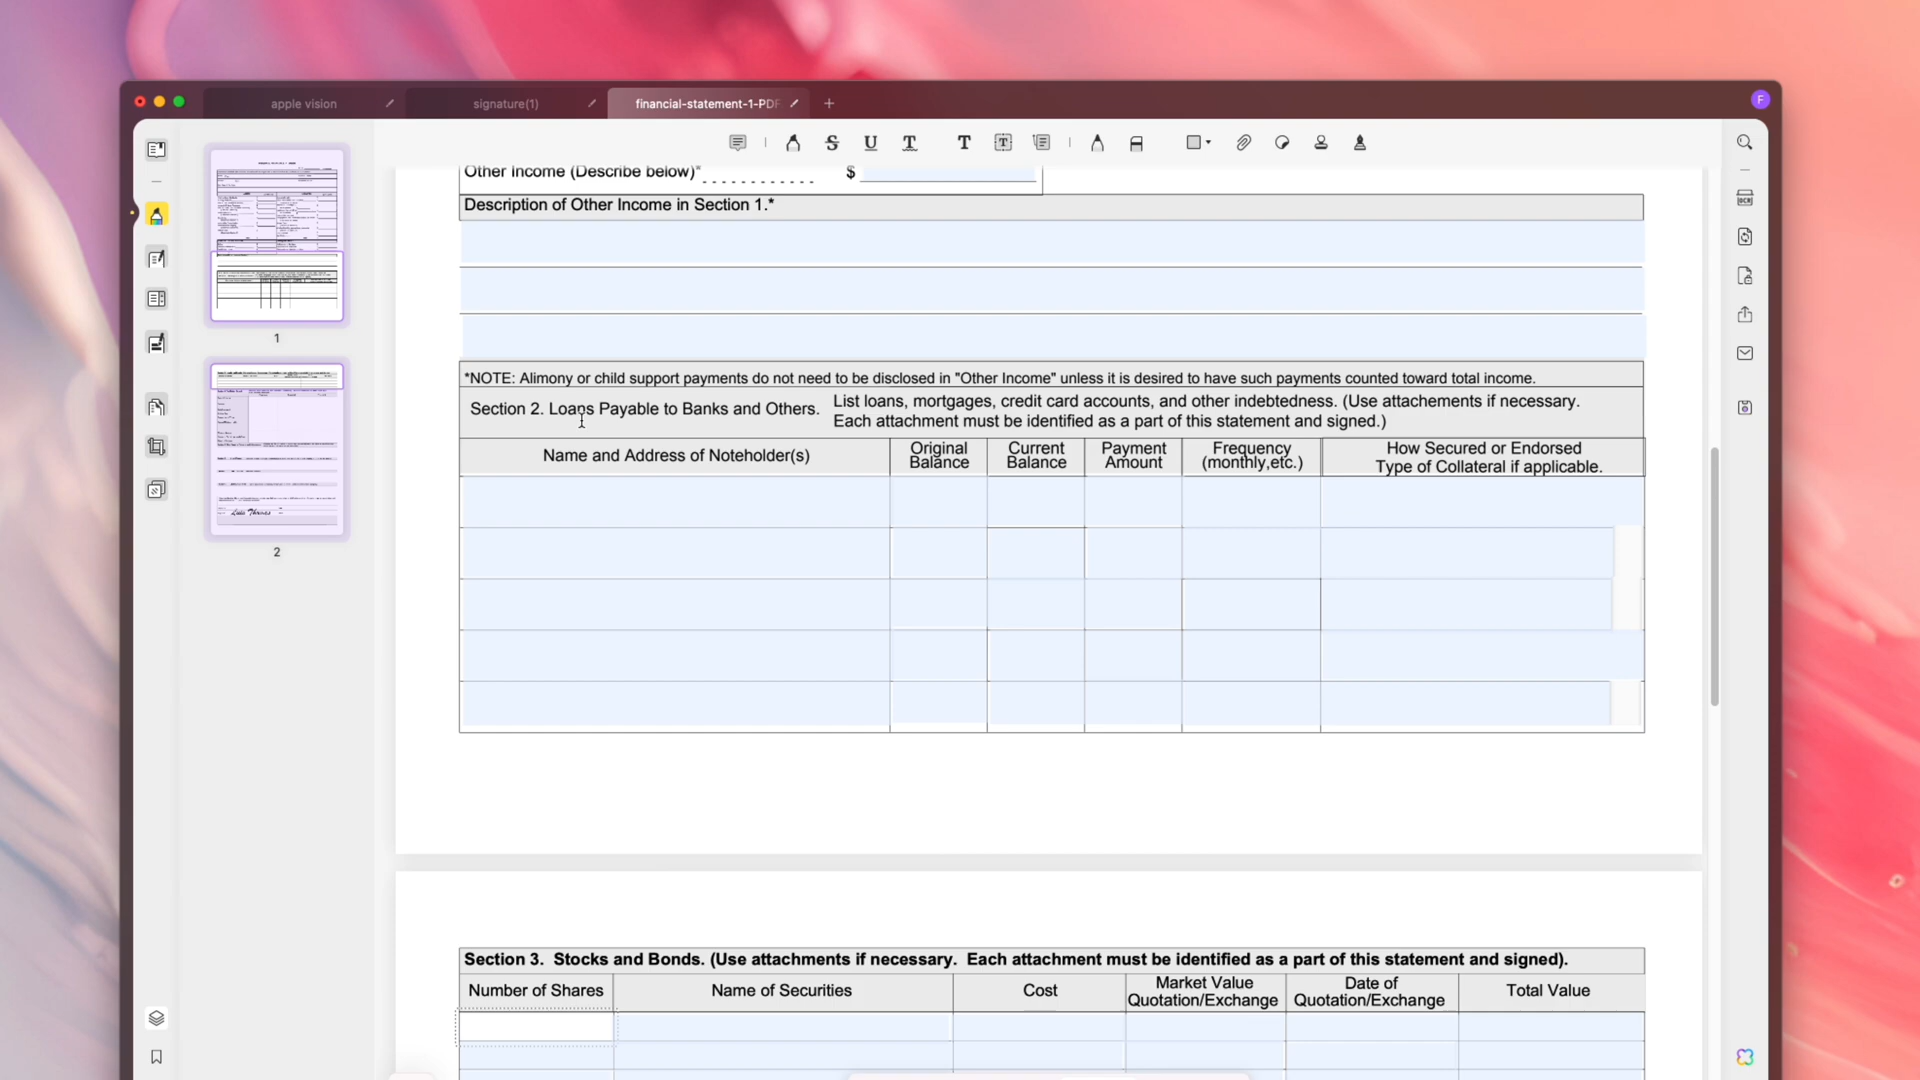 apple vision
signature(1)
financial-statement-1-PDF
F
Other Income (Describe below)*
$
Description of Other Income in Section 1.*
*NOTE: Alimony or child support payments do not need to be disclosed in "Other Income" unless it is desired to have such payments counted toward total income.
Section 2. Loans Payable to Banks and Others.
List loans, mortgages, credit card accounts, and other indebtedness. (Use attachements if necessary.
Each attachment must be identified as a part of this statement and signed.)
Name and Address of Noteholder(s)
Original
Balance
Current
Balance
Payment
Amount
Frequency
(monthly,etc.)
How Secured or Endorsed
Type of Collateral if applicable.
Section 3. Stocks and Bonds. (Use attachments if necessary. Each attachment must be identified as a part of this statement and signed).
Number of Shares
Name of Securities
Cost
Market Value
Quotation/Exchange
Date of
Quotation/Exchange
Total Value
1
2
OCR